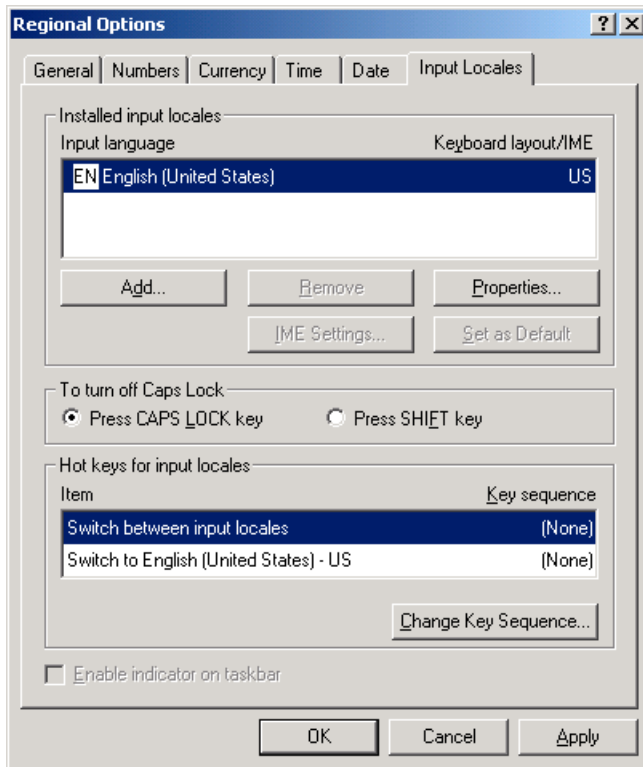 Regional Options
General Numbers Currency Time Date Input Locales
Installed input locales
Input language Keyboard layout/IME
EN English (United States) US
Add... Remove Properties...
IME Settings... Set as Default
To turn off Caps Lock
Press CAPS LOCK key Press SHIFT key
Hot keys for input locales
Item Key sequence
Switch between input locales (None)
Switch to English (United States) - US (None)
Change Key Sequence...
Enable indicator on taskbar
OK Cancel Apply